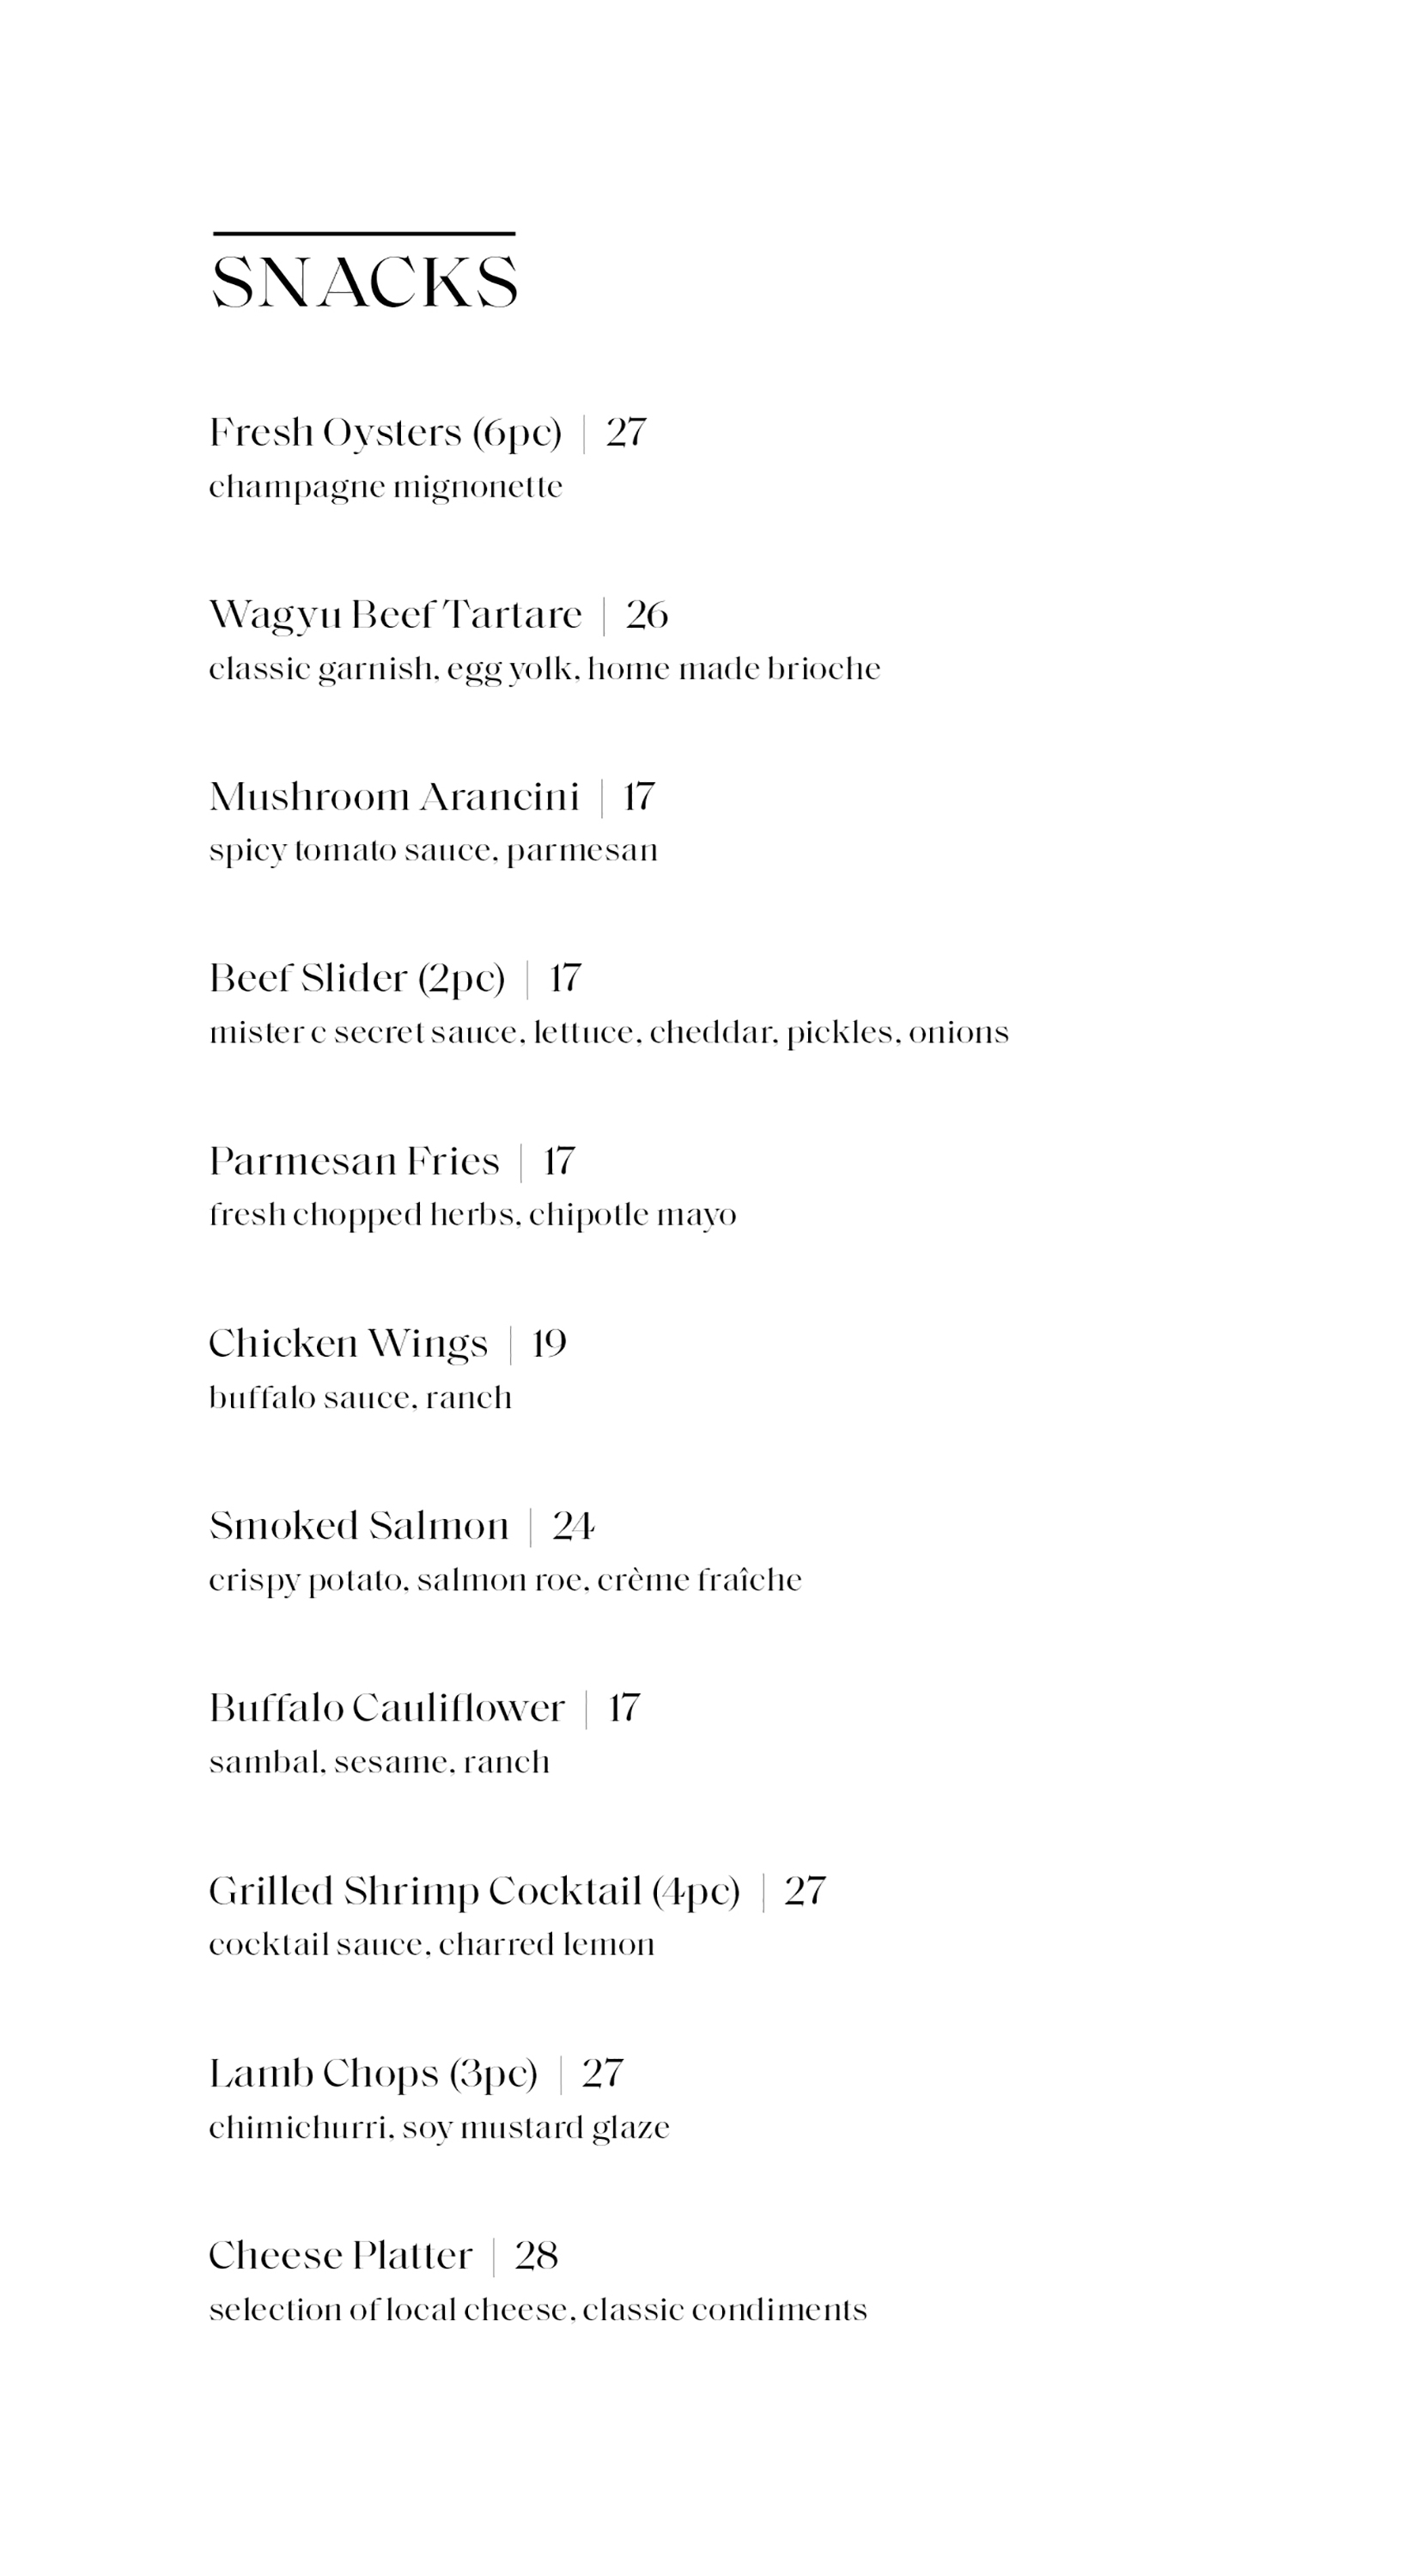 SNACKS
Fresh Oysters (6pc) | 27
champagne mignonette
Wagyu Beef Tartare | 26
classic garnish, egg yolk, home made brioche
Mushroom Arancini | 17
spicy tomato sauce, parmesan
Beef Slider (2pc) | 17
mister c secret sauce, lettuce, cheddar, pickles, onions
Parmesan Fries | 17
fresh chopped herbs, chipotle mayo
Chicken Wings | 19
buffalo sauce, ranch
Smoked Salmon | 24
crispy potato, salmon roe, crème fraîche
Buffalo Cauliflower | 17
sambal, sesame, ranch
Grilled Shrimp Cocktail (4pc) | 27
cocktail sauce, charred lemon
Lamb Chops (3pc) | 27
chimichurri, soy mustard glaze
Cheese Platter | 28
selection of local cheese, classic condiments